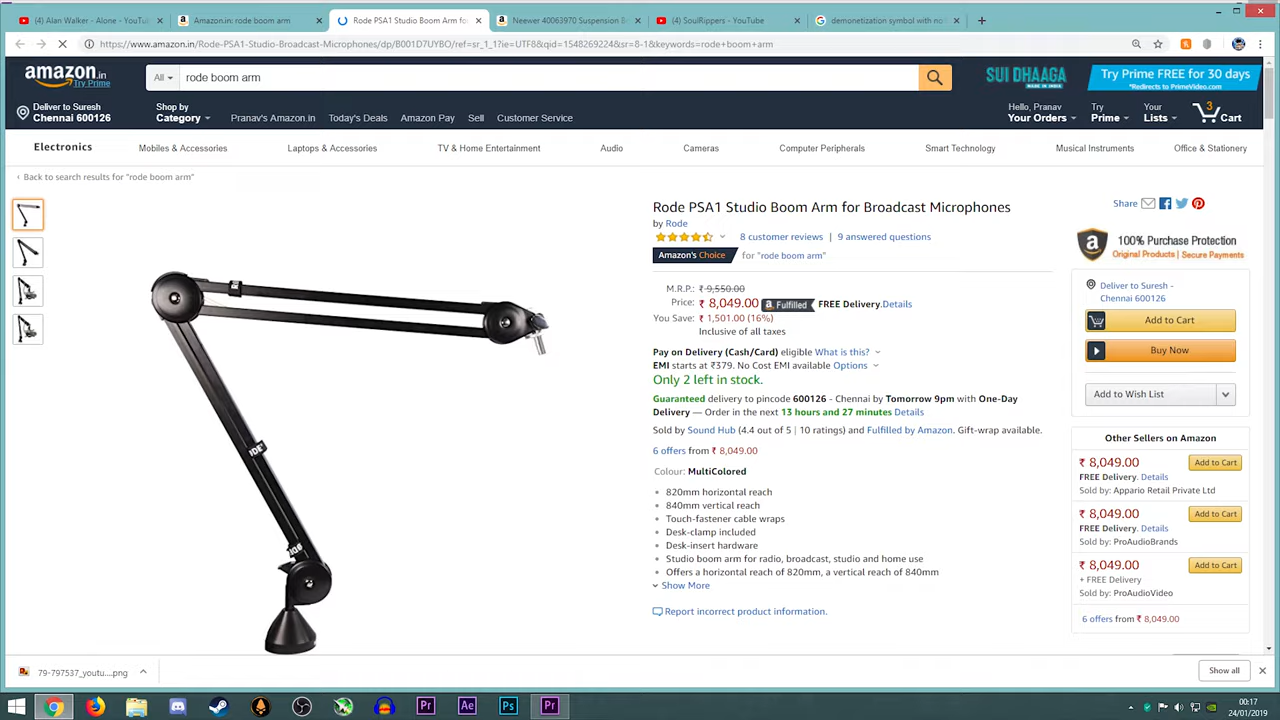 (4) Alan Walker - Alone - YouTu
Amazon.in: rode boom arm
Rode PSA1 Studio Boom Arm fo
Neewer 40063970 Suspension B
(4) SoulRippers - YouTube
demonetization symbol with no
https://www.amazon.in/Rode-PSA1-Studio-Broadcast-Microphones/dp/B001D7UYBO/ref=sr_1_1?ie=UTF8&qid=1548269224&sr=8-1&keywords=rode+boom+arm
amazon.in
Try Prime
All
rode boom arm
SUI DHAAGA
MADE IN INDIA
Try Prime FREE for 30 days
*Redirects to PrimeVideo.com
Deliver to Suresh
Chennai 600126
Shop by
Category
Pranav's Amazon.in
Today's Deals
Amazon Pay
Sell
Customer Service
Hello, Pranav
Your Orders
Try
Prime
Your
Lists
3
Cart
Electronics
Mobiles & Accessories
Laptops & Accessories
TV & Home Entertainment
Audio
Cameras
Computer Peripherals
Smart Technology
Musical Instruments
Office & Stationery
‹ Back to search results for "rode boom arm"
Rode PSA1 Studio Boom Arm for Broadcast Microphones
by Rode
8 customer reviews | 9 answered questions
Amazon's Choice for "rode boom arm"
M.R.P.: ₹ 9,550.00
Price: ₹ 8,049.00 Fulfilled FREE Delivery.Details
You Save: ₹ 1,501.00 (16%)
Inclusive of all taxes
Pay on Delivery (Cash/Card) eligible What is this?
EMI starts at ₹379. No Cost EMI available Options
Only 2 left in stock.
Guaranteed delivery to pincode 600126 - Chennai by Tomorrow 9pm with One-Day
Delivery — Order in the next 13 hours and 27 minutes Details
Sold by Sound Hub (4.4 out of 5 | 10 ratings) and Fulfilled by Amazon. Gift-wrap available.
6 offers from ₹ 8,049.00
Colour: MultiColored
820mm horizontal reach
840mm vertical reach
Touch-fastener cable wraps
Desk-clamp included
Desk-insert hardware
Studio boom arm for radio, broadcast, studio and home use
Offers a horizontal reach of 820mm, a vertical reach of 840mm
Show More
Report incorrect product information.
Share
100% Purchase Protection
Original Products | Secure Payments
Deliver to Suresh -
Chennai 600126
Add to Cart
Buy Now
Add to Wish List
Other Sellers on Amazon
₹ 8,049.00 Add to Cart
FREE Delivery. Details
Sold by: Appario Retail Private Ltd
₹ 8,049.00 Add to Cart
FREE Delivery. Details
Sold by: ProAudioBrands
₹ 8,049.00 Add to Cart
+ FREE Delivery
Sold by: ProAudioVideo
6 offers from ₹ 8,049.00
79-797537_youtu....png
Show all
Pr
Ae
Ps
Pr
00:17
24/01/2019